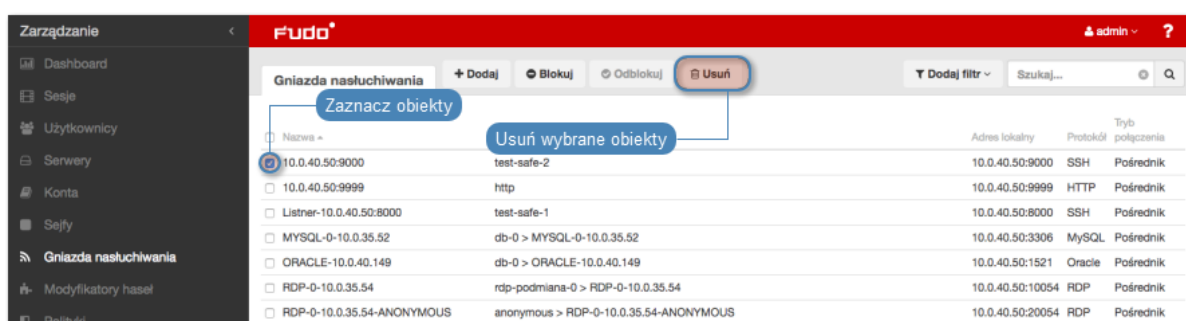 Zarządzanie
Fudo
admin
?
Dashboard
Sesje
Użytkownicy
Serwery
Konta
Sejfy
Gniazda nasłuchiwania
Modyfikatory haseł
Polityki
Gniazda nasłuchiwania
+ Dodaj
Blokuj
Odblokuj
Usuń
Dodaj filtr
Szukaj...
Zaznacz obiekty
Usuń wybrane obiekty
Nazwa Adres lokalny Protokół Tryb połączenia
10.0.40.50:9000 test-safe-2 10.0.40.50:9000 SSH Pośrednik
10.0.40.50:9999 http 10.0.40.50:9999 HTTP Pośrednik
Listner-10.0.40.50:8000 test-safe-1 10.0.40.50:8000 SSH Pośrednik
MYSQL-0-10.0.35.52 db-0 > MYSQL-0-10.0.35.52 10.0.40.50:3306 MySQL Pośrednik
ORACLE-10.0.40.149 db-0 > ORACLE-10.0.40.149 10.0.40.50:1521 Oracle Pośrednik
RDP-0-10.0.35.54 rdp-podmiana-0 > RDP-0-10.0.35.54 10.0.40.50:10054 RDP Pośrednik
RDP-0-10.0.35.54-ANONYMOUS anonymous > RDP-0-10.0.35.54-ANONYMOUS 10.0.40.50:20054 RDP Pośrednik